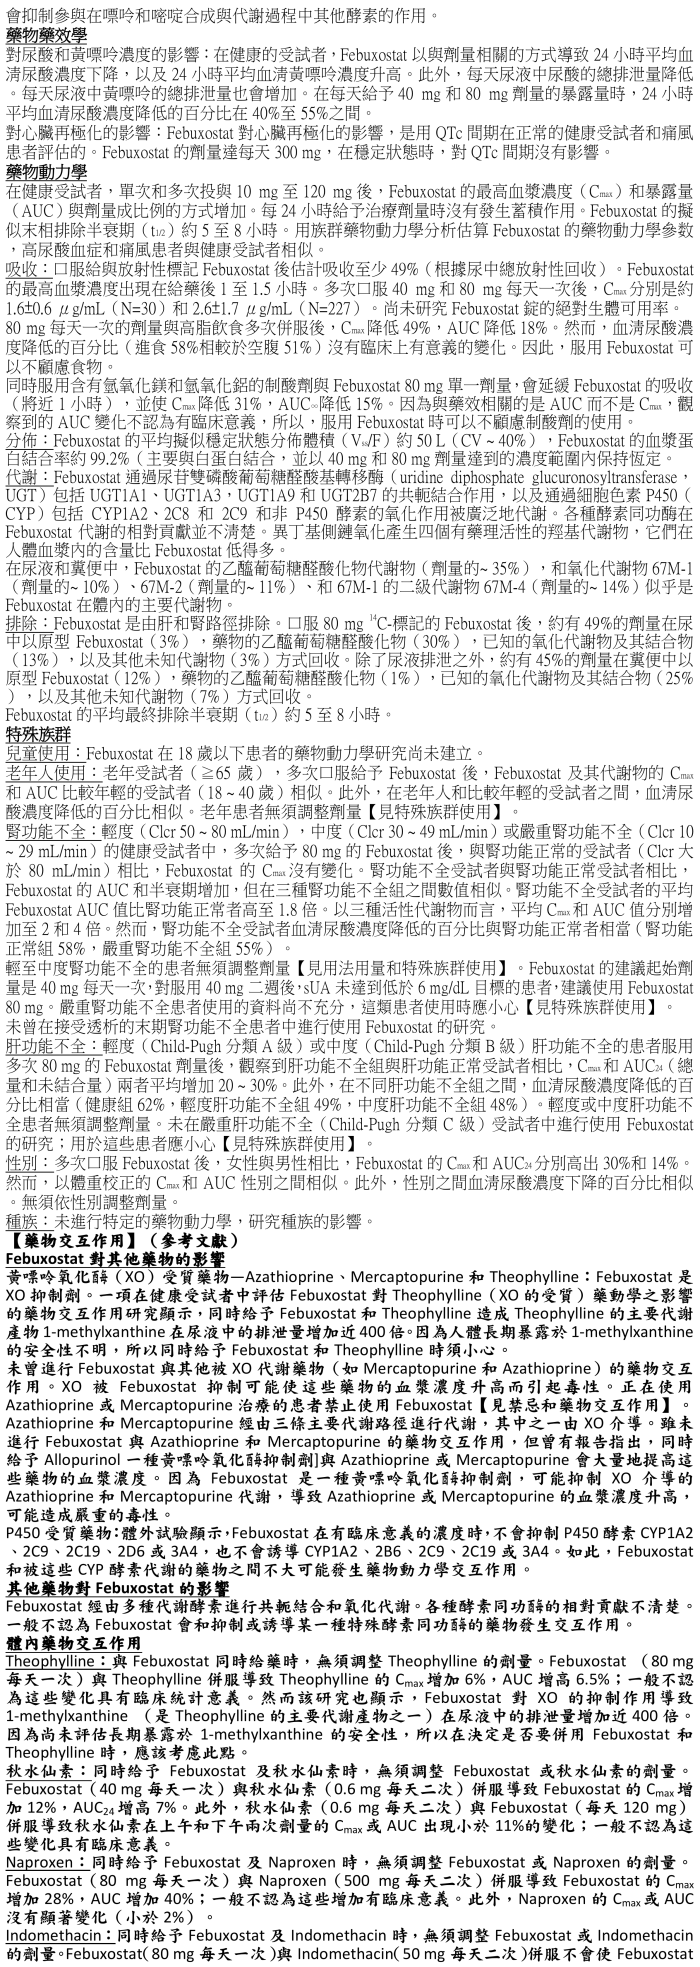 會抑制參與在嘌呤和嘧啶合成與代謝過程中其他酵素的作用。
藥物藥效學
對尿酸和黃嘌呤濃度的影響：在健康的受試者，Febuxostat 以與劑量相關的方式導致 24 小時平均血
清尿酸濃度下降，以及 24 小時平均血清黃嘌呤濃度升高。此外，每天尿液中尿酸的總排泄量降低
。每天尿液中黃嘌呤的總排泄量也會增加。在每天給予 40 mg 和 80 mg 劑量的暴露量時，24 小時
平均血清尿酸濃度降低的百分比在 40%至 55%之間。
對心臟再極化的影響：Febuxostat 對心臟再極化的影響，是用 QTc 間期在正常的健康受試者和痛風
患者評估的。Febuxostat 的劑量達每天 300 mg，在穩定狀態時，對 QTc 間期沒有影響。
藥物動力學
在健康受試者，單次和多次投與 10 mg 至 120 mg 後，Febuxostat 的最高血漿濃度（Cmax）和暴露量
（AUC）與劑量成比例的方式增加。每 24 小時給予治療劑量時沒有發生蓄積作用。Febuxostat 的擬
似末相排除半衰期（t1/2）約 5 至 8 小時。用族群藥物動力學分析估算 Febuxostat 的藥物動力學參數
，高尿酸血症和痛風患者與健康受試者相似。
吸收：口服給與放射性標記 Febuxostat 後估計吸收至少 49%（根據尿中總放射性回收）。Febuxostat
的最高血漿濃度出現在給藥後 1 至 1.5 小時。多次口服 40 mg 和 80 mg 每天一次後，Cmax 分別是約
1.6±0.6 μg/mL（N=30）和 2.6±1.7 μg/mL（N=227）。尚未研究 Febuxostat 錠的絕對生體可用率。
80 mg 每天一次的劑量與高脂飲食多次併服後，Cmax 降低 49%，AUC 降低 18%。然而，血清尿酸濃
度降低的百分比（進食 58%相較於空腹 51%）沒有臨床上有意義的變化。因此，服用 Febuxostat 可
以不顧慮食物。
同時服用含有氫氧化鎂和氫氧化鋁的制酸劑與 Febuxostat 80 mg 單一劑量，會延緩 Febuxostat 的吸收
（將近 1 小時），並使 Cmax 降低 31%，AUC∞降低 15%。因為與藥效相關的是 AUC 而不是 Cmax，觀
察到的 AUC 變化不認為有臨床意義，所以，服用 Febuxostat 時可以不顧慮制酸劑的使用。
分佈：Febuxostat 的平均擬似穩定狀態分佈體積（Vss/F）約 50 L（CV ~ 40%），Febuxostat 的血漿蛋
白結合率約 99.2%（主要與白蛋白結合，並以 40 mg 和 80 mg 劑量達到的濃度範圍內保持恆定。
代謝：Febuxostat 通過尿苷雙磷酸葡萄糖醛酸基轉移酶（uridine diphosphate glucuronosyltransferase，
UGT）包括 UGT1A1、UGT1A3，UGT1A9 和 UGT2B7 的共軛結合作用，以及通過細胞色素 P450（
CYP）包括 CYP1A2、2C8 和 2C9 和非 P450 酵素的氧化作用被廣泛地代謝。各種酵素同功酶在
Febuxostat 代謝的相對貢獻並不清楚。異丁基側鏈氧化產生四個有藥理活性的羥基代謝物，它們在
人體血漿內的含量比 Febuxostat 低得多。
在尿液和糞便中，Febuxostat 的乙醯葡萄糖醛酸化物代謝物（劑量的~ 35%），和氧化代謝物 67M-1
（劑量的~ 10%）、67M-2（劑量的~ 11%）、和 67M-1 的二級代謝物 67M-4（劑量的~ 14%）似乎是
Febuxostat 在體內的主要代謝物。
排除：Febuxostat 是由肝和腎路徑排除。口服 80 mg ¹⁴C-標記的 Febuxostat 後，約有 49%的劑量在尿
中以原型 Febuxostat（3%），藥物的乙醯葡萄糖醛酸化物（30%），已知的氧化代謝物及其結合物
（13%），以及其他未知代謝物（3%）方式回收。除了尿液排泄之外，約有 45%的劑量在糞便中以
原型 Febuxostat（12%），藥物的乙醯葡萄糖醛酸化物（1%），已知的氧化代謝物及其結合物（25%
），以及其他未知代謝物（7%）方式回收。
Febuxostat 的平均最終排除半衰期（t1/2）約 5 至 8 小時。
特殊族群
兒童使用：Febuxostat 在 18 歲以下患者的藥物動力學研究尚未建立。
老年人使用：老年受試者（≧65 歲），多次口服給予 Febuxostat 後，Febuxostat 及其代謝物的 Cmax
和 AUC 比較年輕的受試者（18 ~ 40 歲）相似。此外，在老年人和比較年輕的受試者之間，血清尿
酸濃度降低的百分比相似。老年患者無須調整劑量【見特殊族群使用】。
腎功能不全：輕度（Clcr 50 ~ 80 mL/min），中度（Clcr 30 ~ 49 mL/min）或嚴重腎功能不全（Clcr 10
~ 29 mL/min）的健康受試者中，多次給予 80 mg 的 Febuxostat 後，與腎功能正常的受試者（Clcr 大
於 80 mL/min）相比，Febuxostat 的 Cmax 沒有變化。腎功能不全受試者與腎功能正常受試者相比，
Febuxostat 的 AUC 和半衰期增加，但在三種腎功能不全組之間數值相似。腎功能不全受試者的平均
Febuxostat AUC 值比腎功能正常者高至 1.8 倍。以三種活性代謝物而言，平均 Cmax 和 AUC 值分別增
加至 2 和 4 倍。然而，腎功能不全受試者血清尿酸濃度降低的百分比與腎功能正常者相當（腎功能
正常組 58%，嚴重腎功能不全組 55%）。
輕至中度腎功能不全的患者無須調整劑量【見用法用量和特殊族群使用】。Febuxostat 的建議起始劑
量是 40 mg 每天一次，對服用 40 mg 二週後，sUA 未達到低於 6 mg/dL 目標的患者，建議使用 Febuxostat
80 mg。嚴重腎功能不全患者使用的資料尚不充分，這類患者使用時應小心【見特殊族群使用】。
未曾在接受透析的末期腎功能不全患者中進行使用 Febuxostat 的研究。
肝功能不全：輕度（Child-Pugh 分類 A 級）或中度（Child-Pugh 分類 B 級）肝功能不全的患者服用
多次 80 mg 的 Febuxostat 劑量後，觀察到肝功能不全組與肝功能正常受試者相比，Cmax 和 AUC24（總
量和未結合量）兩者平均增加 20 ~ 30%。此外，在不同肝功能不全組之間，血清尿酸濃度降低的百
分比相當（健康組 62%，輕度肝功能不全組 49%，中度肝功能不全組 48%）。輕度或中度肝功能不
全患者無須調整劑量。未在嚴重肝功能不全（Child-Pugh 分類 C 級）受試者中進行使用 Febuxostat
的研究；用於這些患者應小心【見特殊族群使用】。
性別：多次口服 Febuxostat 後，女性與男性相比，Febuxostat 的 Cmax 和 AUC24 分別高出 30%和 14%。
然而，以體重校正的 Cmax 和 AUC 性別之間相似。此外，性別之間血清尿酸濃度下降的百分比相似
。無須依性別調整劑量。
種族：未進行特定的藥物動力學，研究種族的影響。
【藥物交互作用】（參考文獻）
Febuxostat 對其他藥物的影響
黃嘌呤氧化酶（XO）受質藥物—Azathioprine、Mercaptopurine 和 Theophylline：Febuxostat 是
XO 抑制劑。一項在健康受試者中評估 Febuxostat 對 Theophylline（XO 的受質）藥動學之影響
的藥物交互作用研究顯示，同時給予 Febuxostat 和 Theophylline 造成 Theophylline 的主要代謝
產物 1-methylxanthine 在尿液中的排泄量增加近 400 倍。因為人體長期暴露於 1-methylxanthine
的安全性不明，所以同時給予 Febuxostat 和 Theophylline 時須小心。
未曾進行 Febuxostat 與其他被 XO 代謝藥物（如 Mercaptopurine 和 Azathioprine）的藥物交互
作用。XO 被 Febuxostat 抑制可能使這些藥物的血漿濃度升高而引起毒性。正在使用
Azathioprine 或 Mercaptopurine 治療的患者禁止使用 Febuxostat【見禁忌和藥物交互作用】。
Azathioprine 和 Mercaptopurine 經由三條主要代謝路徑進行代謝，其中之一由 XO 介導。雖未
進行 Febuxostat 與 Azathioprine 和 Mercaptopurine 的藥物交互作用，但曾有報告指出，同時
給予 Allopurinol 一種黃嘌呤氧化酶抑制劑]與 Azathioprine 或 Mercaptopurine 會大量地提高這
些藥物的血漿濃度。因為 Febuxostat 是一種黃嘌呤氧化酶抑制劑，可能抑制 XO 介導的
Azathioprine 和 Mercaptopurine 代謝，導致 Azathioprine 或 Mercaptopurine 的血漿濃度升高，
可能造成嚴重的毒性。
P450 受質藥物：體外試驗顯示，Febuxostat 在有臨床意義的濃度時，不會抑制 P450 酵素 CYP1A2
、2C9、2C19、2D6 或 3A4，也不會誘導 CYP1A2、2B6、2C9、2C19 或 3A4。如此，Febuxostat
和被這些 CYP 酵素代謝的藥物之間不大可能發生藥物動力學交互作用。
其他藥物對 Febuxostat 的影響
Febuxostat 經由多種代謝酵素進行共軛結合和氧化代謝。各種酵素同功酶的相對貢獻不清楚。
一般不認為 Febuxostat 會和抑制或誘導某一種特殊酵素同功酶的藥物發生交互作用。
體內藥物交互作用
Theophylline：與 Febuxostat 同時給藥時，無須調整 Theophylline 的劑量。Febuxostat （80 mg
每天一次）與 Theophylline 併服導致 Theophylline 的 Cmax 增加 6%，AUC 增高 6.5%；一般不認
為這些變化具有臨床統計意義。然而該研究也顯示，Febuxostat 對 XO 的抑制作用導致
1-methylxanthine （是 Theophylline 的主要代謝產物之一）在尿液中的排泄量增加近 400 倍。
因為尚未評估長期暴露於 1-methylxanthine 的安全性，所以在決定是否要併用 Febuxostat 和
Theophylline 時，應該考慮此點。
秋水仙素：同時給予 Febuxostat 及秋水仙素時，無須調整 Febuxostat 或秋水仙素的劑量。
Febuxostat（40 mg 每天一次）與秋水仙素（0.6 mg 每天二次）併服導致 Febuxostat 的 Cmax 增
加 12%，AUC24 增高 7%。此外，秋水仙素（0.6 mg 每天二次）與 Febuxostat（每天 120 mg）
併服導致秋水仙素在上午和下午兩次劑量的 Cmax 或 AUC 出現小於 11%的變化；一般不認為這
些變化具有臨床意義。
Naproxen：同時給予 Febuxostat 及 Naproxen 時，無須調整 Febuxostat 或 Naproxen 的劑量。
Febuxostat（80 mg 每天一次）與 Naproxen（500 mg 每天二次）併服導致 Febuxostat 的 Cmax
增加 28%，AUC 增加 40%；一般不認為這些增加有臨床意義。此外，Naproxen 的 Cmax 或 AUC
沒有顯著變化（小於 2%）。
Indomethacin：同時給予 Febuxostat 及 Indomethacin 時，無須調整 Febuxostat 或 Indomethacin
的劑量。Febuxostat（80 mg 每天一次）與 Indomethacin（50 mg 每天二次）併服不會使 Febuxostat